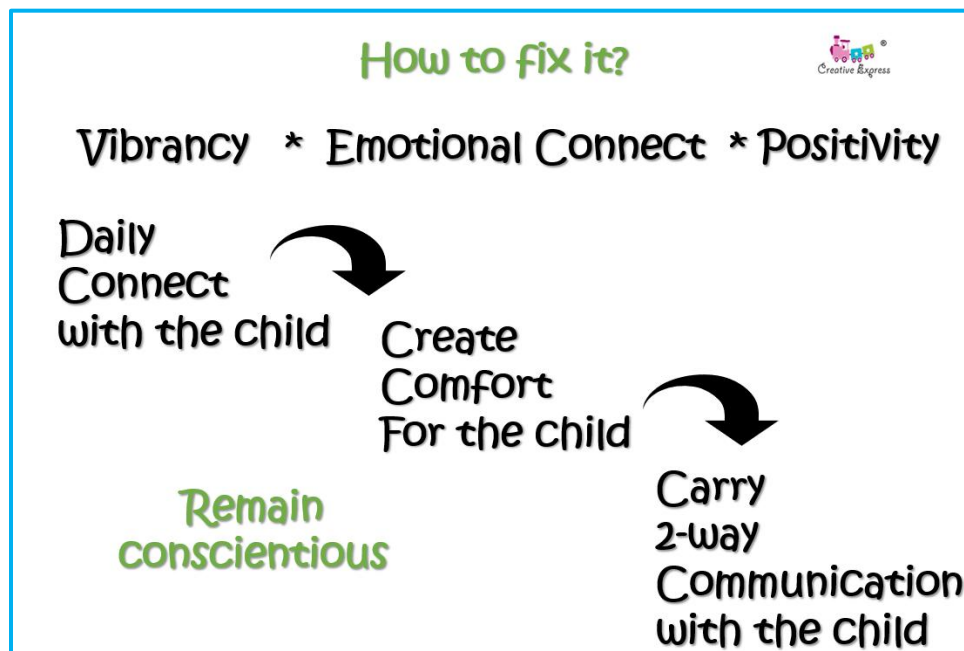 How to fix it?
Creative Express ®
Vibrancy * Emotional Connect * Positivity
Daily
Connect
with the child
Create
Comfort
For the child
Carry
2-way
Communication
with the child
Remain
conscientious